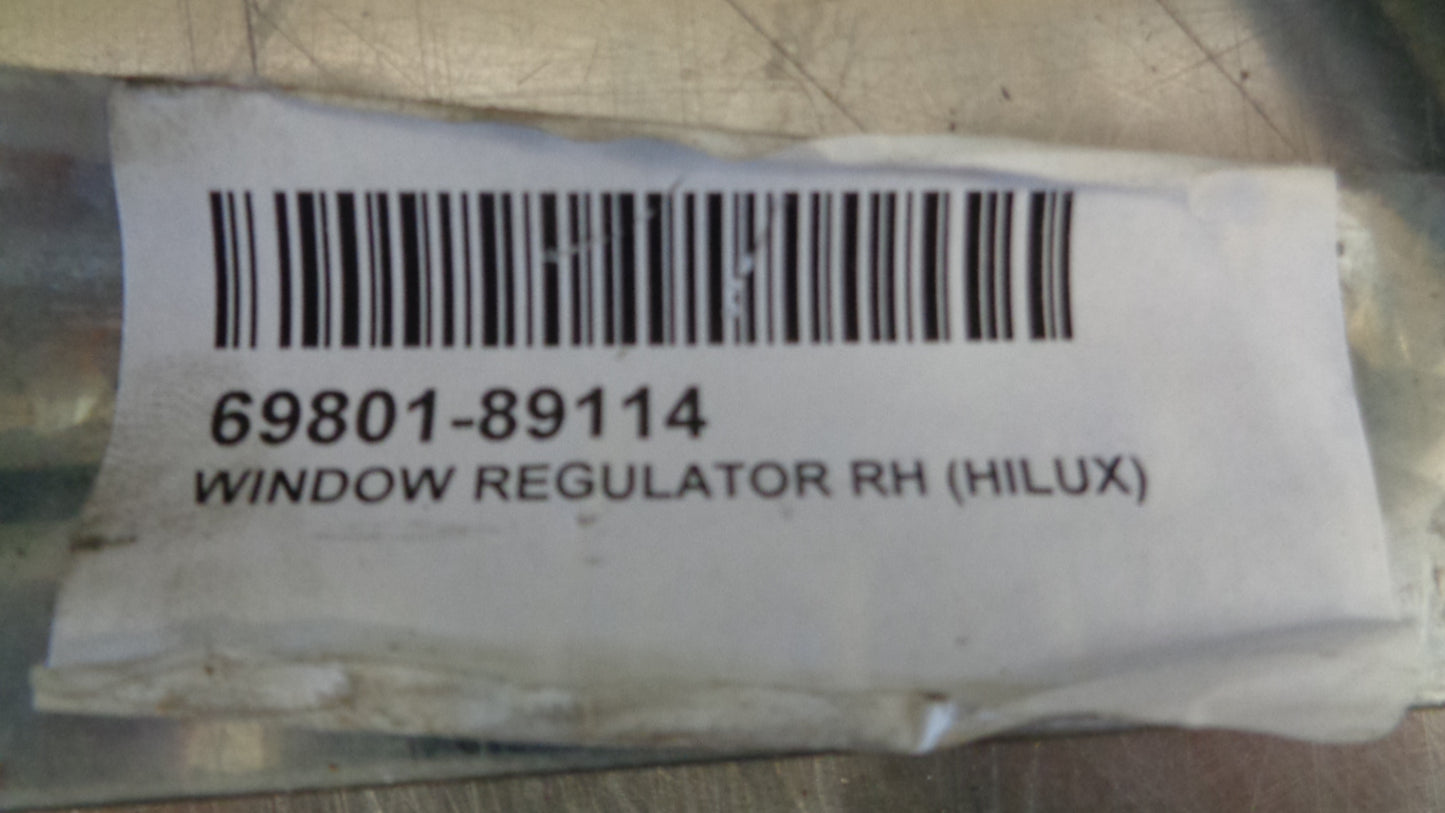 69801-89114
WINDOW REGULATOR RH (HILUX)